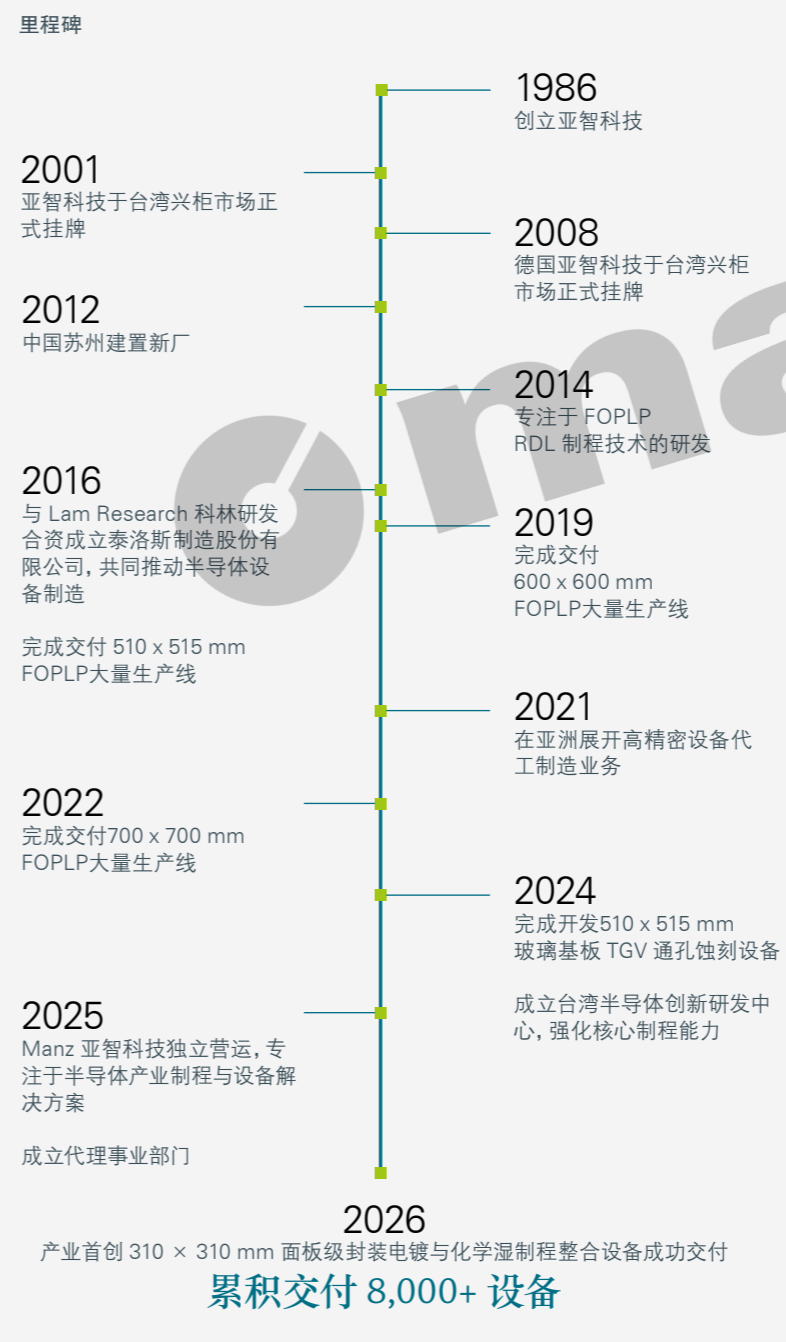 里程碑
1986
创立亚智科技
2001
亚智科技于台湾兴柜市场正
式挂牌
2008
德国亚智科技于台湾兴柜
市场正式挂牌
2012
中国苏州建置新厂
2014
专注于 FOPLP
RDL 制程技术的研发
2016
与 Lam Research 科林研发
合资成立泰洛斯制造股份有
限公司, 共同推动半导体设
备制造
完成交付 510 x 515 mm
FOPLP大量生产线
2019
完成交付
600 x 600 mm
FOPLP大量生产线
2021
在亚洲展开高精密设备代
工制造业务
2022
完成交付700 x 700 mm
FOPLP大量生产线
2024
完成开发510 x 515 mm
玻璃基板 TGV 通孔蚀刻设备
成立台湾半导体创新研发中
心, 强化核心制程能力
2025
Manz 亚智科技独立营运, 专
注于半导体产业制程与设备解
决方案
成立代理事业部门
2026
产业首创 310 × 310 mm 面板级封装电镀与化学湿制程整合设备成功交付
累积交付 8,000+ 设备
ma